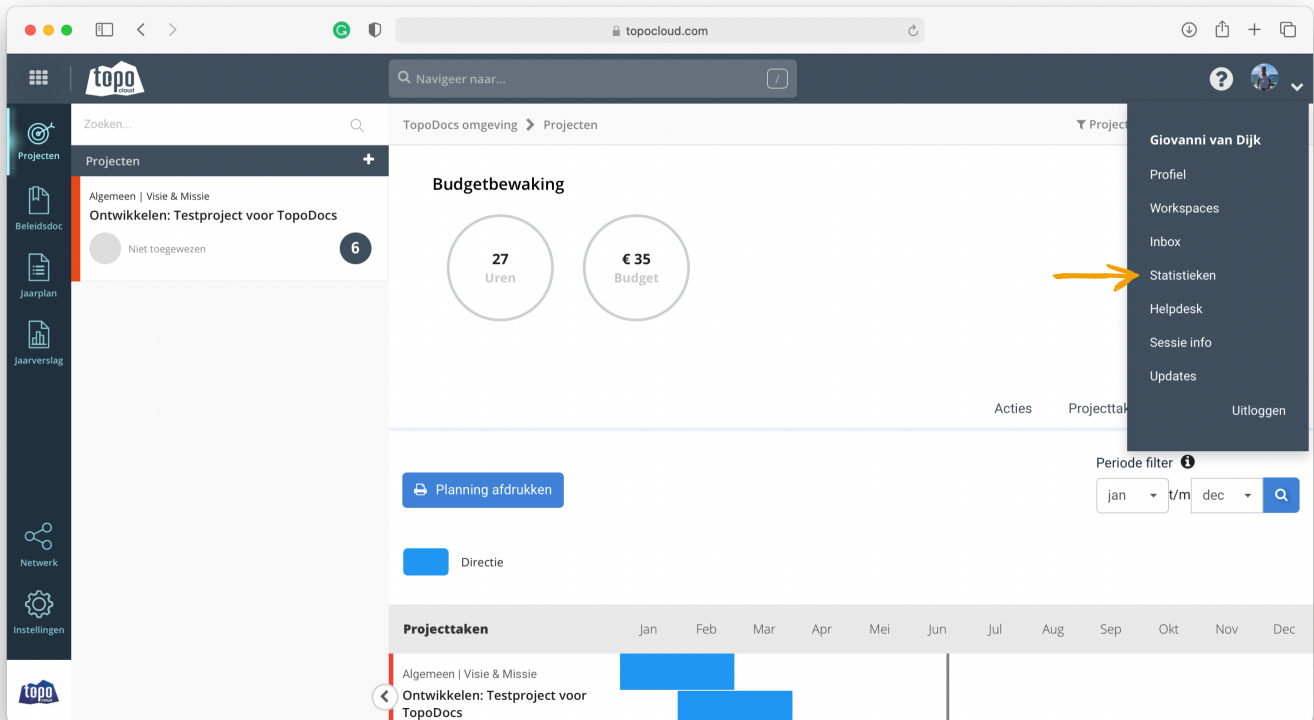 topocloud.com
topo
cloud
Navigeer naar...
/
?
Projecten
Beleidsdoc
Jaarplan
Jaarverslag
Netwerk
Instellingen
topo
cloud
Zoeken...
Projecten +
Algemeen | Visie & Missie
Ontwikkelen: Testproject voor TopoDocs
Niet toegewezen
6
TopoDocs omgeving > Projecten
Project
Budgetbewaking
27
Uren
€ 35
Budget
Giovanni van Dijk
Profiel
Workspaces
Inbox
Statistieken
Helpdesk
Sessie info
Updates
Uitloggen
Acties Projecttak
Periode filter i
Planning afdrukken
jan t/m dec
Directie
Projecttaken Jan Feb Mar Apr Mei Jun Jul Aug Sep Okt Nov Dec
Algemeen | Visie & Missie
Ontwikkelen: Testproject voor
TopoDocs